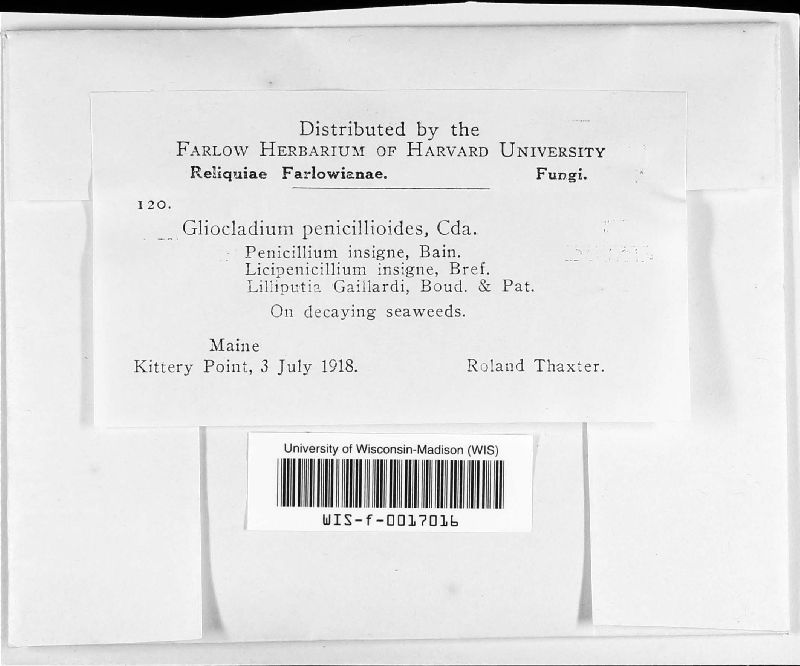 Distributed by the
FARLOW HERBARIUM OF HARVARD UNIVERSITY
Reliquiae Farlowianae. Fungi.
120.
Gliocladium penicillioides, Cda.
Penicillium insigne, Bain.
Licipenicillium insigne, Bref.
Lilliputia Gaillardi, Boud. & Pat.
On decaying seaweeds.
Maine
Kittery Point, 3 July 1918. Roland Thaxter.
University of Wisconsin-Madison (WIS)
WIS-f-0017016